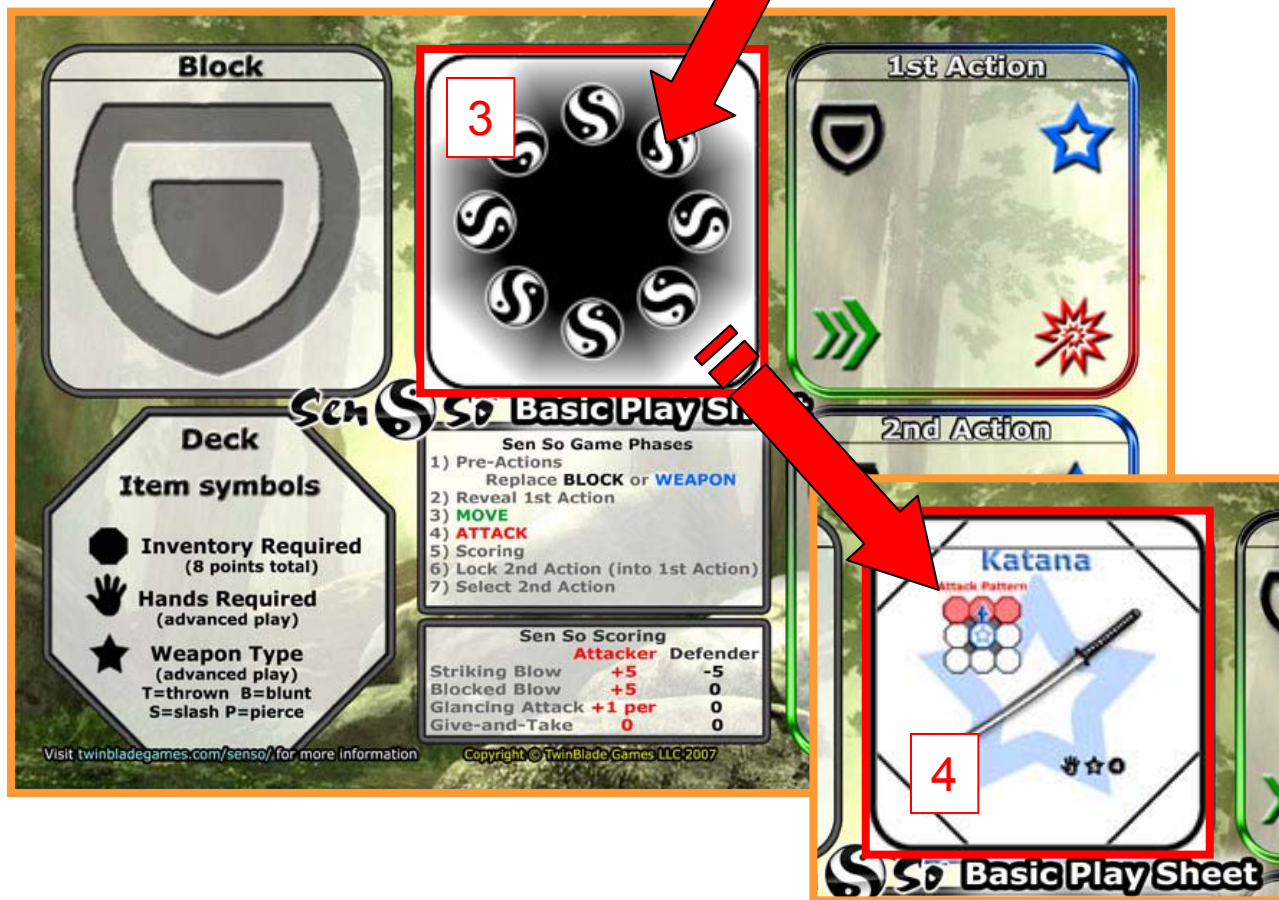 Block
3
1st Action
Sen So Basic Play Sh
2nd Action
Deck
Item symbols
Inventory Required
(8 points total)
Hands Required
(advanced play)
Weapon Type
(advanced play)
T=thrown B=blunt
S=slash P=pierce
Sen So Game Phases
1) Pre-Actions
Replace BLOCK or WEAPON
2) Reveal 1st Action
3) MOVE
4) ATTACK
5) Scoring
6) Lock 2nd Action (into 1st Action)
7) Select 2nd Action
Sen So Scoring
Attacker Defender
Striking Blow +5 -5
Blocked Blow +5 0
Glancing Attack +1 per 0
Give-and-Take 0 0
Visit twinbladegames.com/senso/ for more information
Copyright © TwinBlade Games LLC-2007
Katana
Attack Pattern
4
So Basic Play Sheet